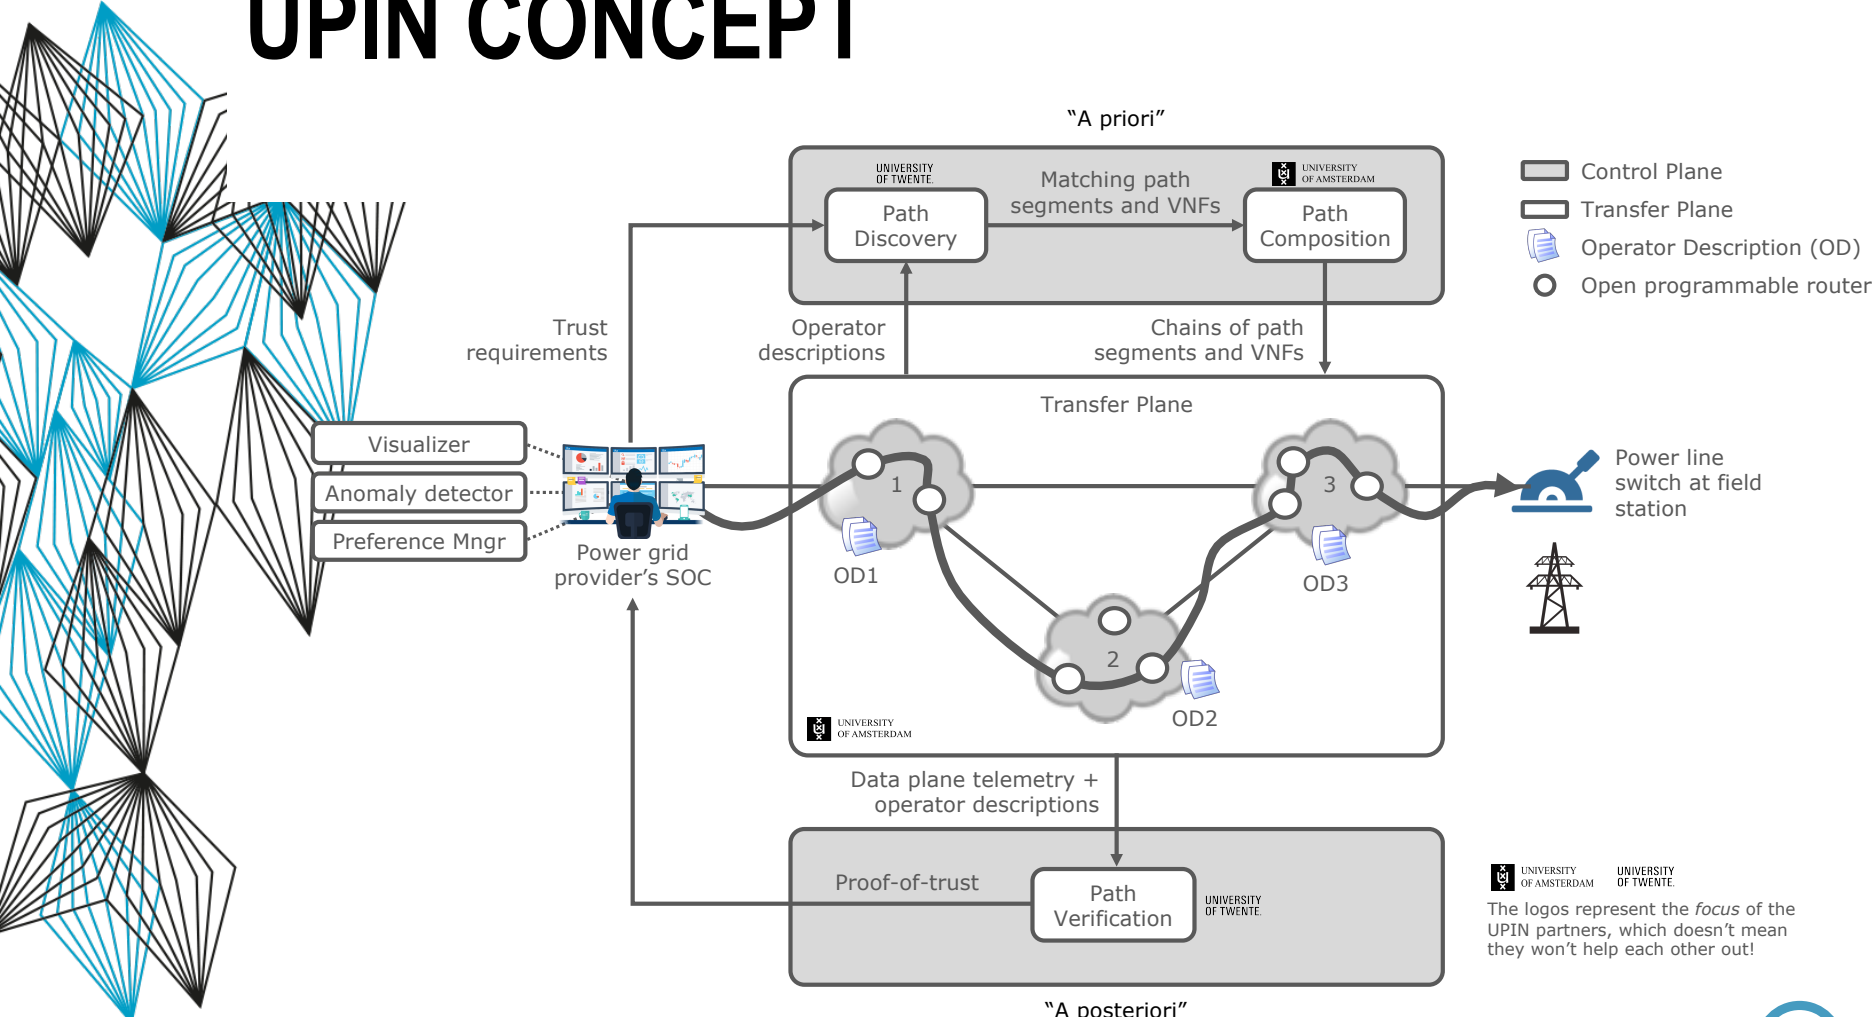 UPIN CONCEPT
“A priori”
UNIVERSITY
OF TWENTE.
Matching path
segments and VNFs
UNIVERSITY
OF AMSTERDAM
Path
Discovery
Path
Composition
Control Plane
Transfer Plane
Operator Description (OD)
Open programmable router
Trust
requirements
Operator
descriptions
Chains of path
segments and VNFs
Transfer Plane
Visualizer
Anomaly detector
Preference Mngr
Power grid
provider’s SOC
1
OD1
2
OD2
3
OD3
Power line
switch at field
station
UNIVERSITY
OF AMSTERDAM
Data plane telemetry +
operator descriptions
Proof-of-trust
Path
Verification
UNIVERSITY
OF TWENTE.
UNIVERSITY
OF AMSTERDAM
UNIVERSITY
OF TWENTE.
The logos represent the focus of the
UPIN partners, which doesn’t mean
they won’t help each other out!
“A posteriori”